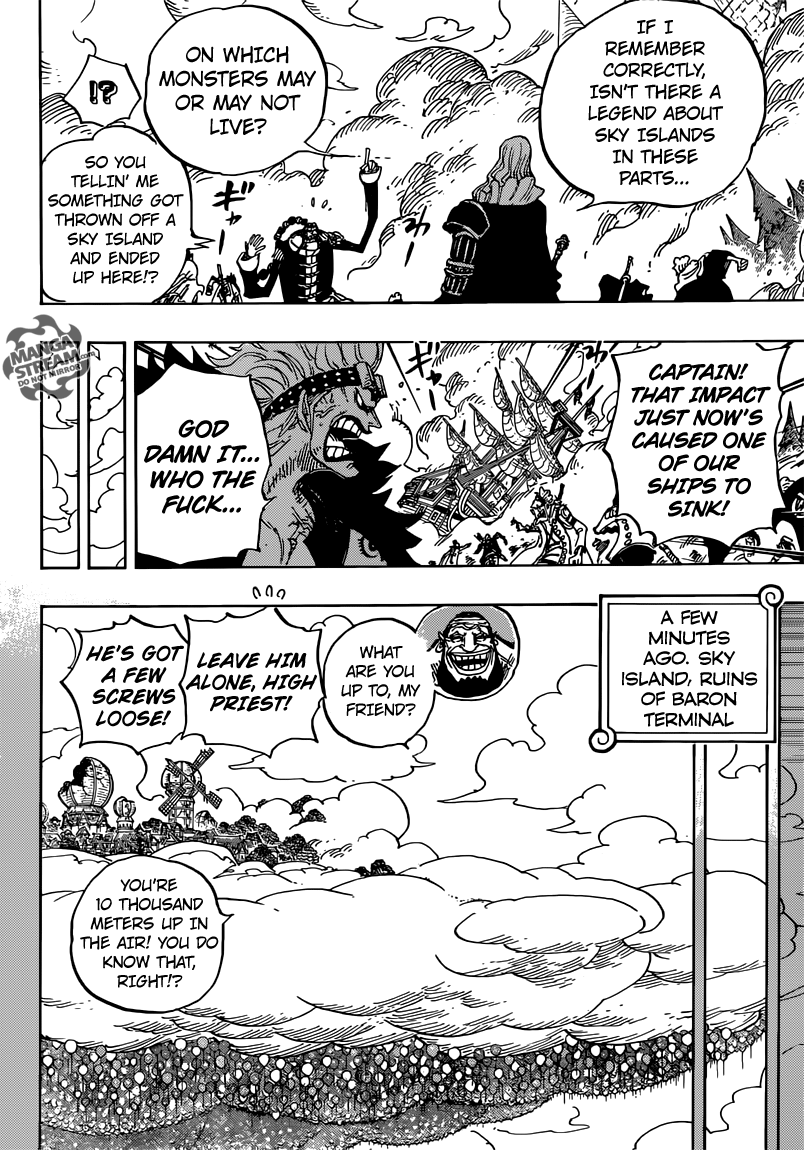 IF I
REMEMBER
CORRECTLY,
ISN'T THERE A
LEGEND ABOUT
SKY ISLANDS
IN THESE
PARTS...
ON WHICH
MONSTERS MAY
OR MAY NOT
LIVE?
!?
SO YOU
TELLIN' ME
SOMETHING GOT
THROWN OFF A
SKY ISLAND
AND ENDED
UP HERE!?
MANGA
STREAM.com
DO NOT MIRROR
CAPTAIN!
THAT IMPACT
JUST NOW'S
CAUSED ONE
OF OUR
SHIPS TO
SINK!
GOD
DAMN IT...
WHO THE
FUCK...
A FEW
MINUTES
AGO. SKY
ISLAND, RUINS
OF BARON
TERMINAL
WHAT
ARE YOU
UP TO, MY
FRIEND?
LEAVE HIM
ALONE, HIGH
PRIEST!
HE'S GOT
A FEW
SCREWS
LOOSE!
YOU'RE
10 THOUSAND
METERS UP IN
THE AIR! YOU DO
KNOW THAT,
RIGHT!?